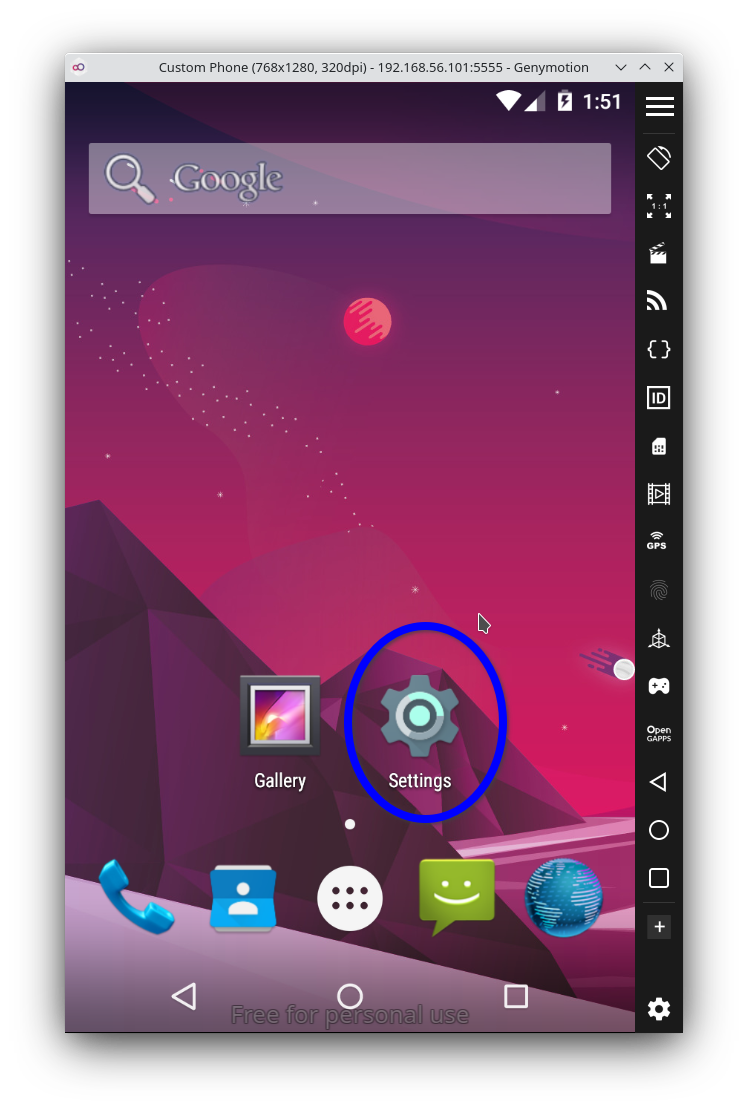 Custom Phone (768x1280, 320dpi) - 192.168.56.101:5555 - Genymotion
1:51
Google
1:1
ID
GPS
Open
GAPPS
Gallery
Settings
Free for personal use